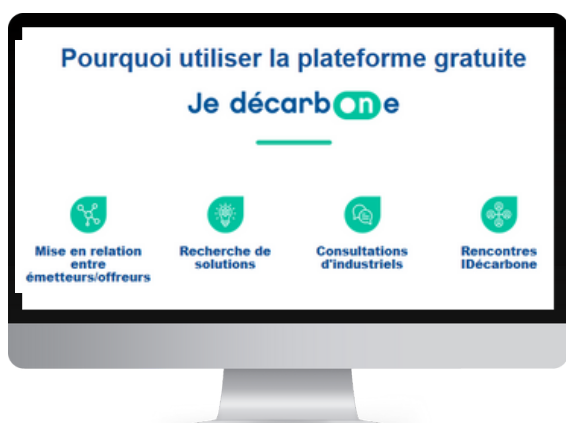 Pourquoi utiliser la plateforme gratuite
Je décarbone
Mise en relation
entre
émetteurs/offreurs
Recherche de
solutions
Consultations
d'industriels
Rencontres
IDécarbone